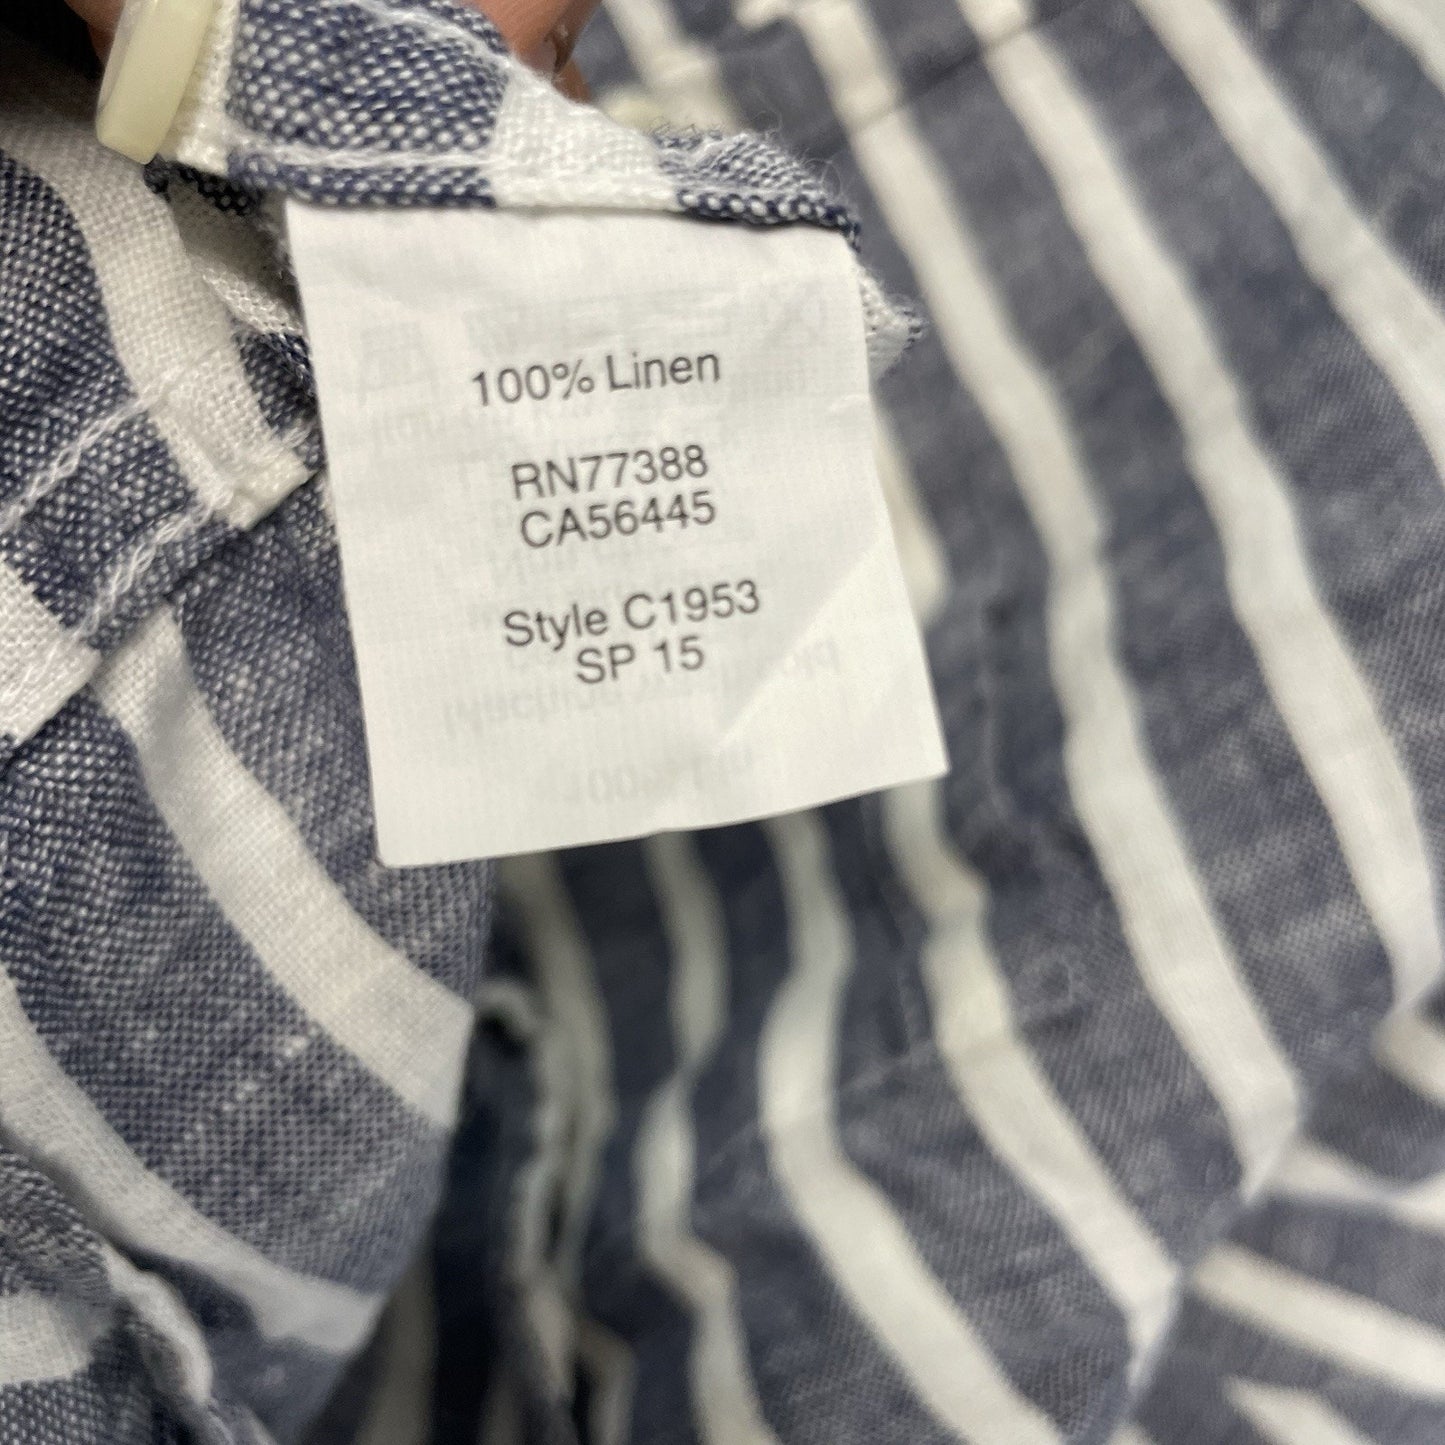 100% Linen
RN77388
CA56445
Style C1953
SP 15